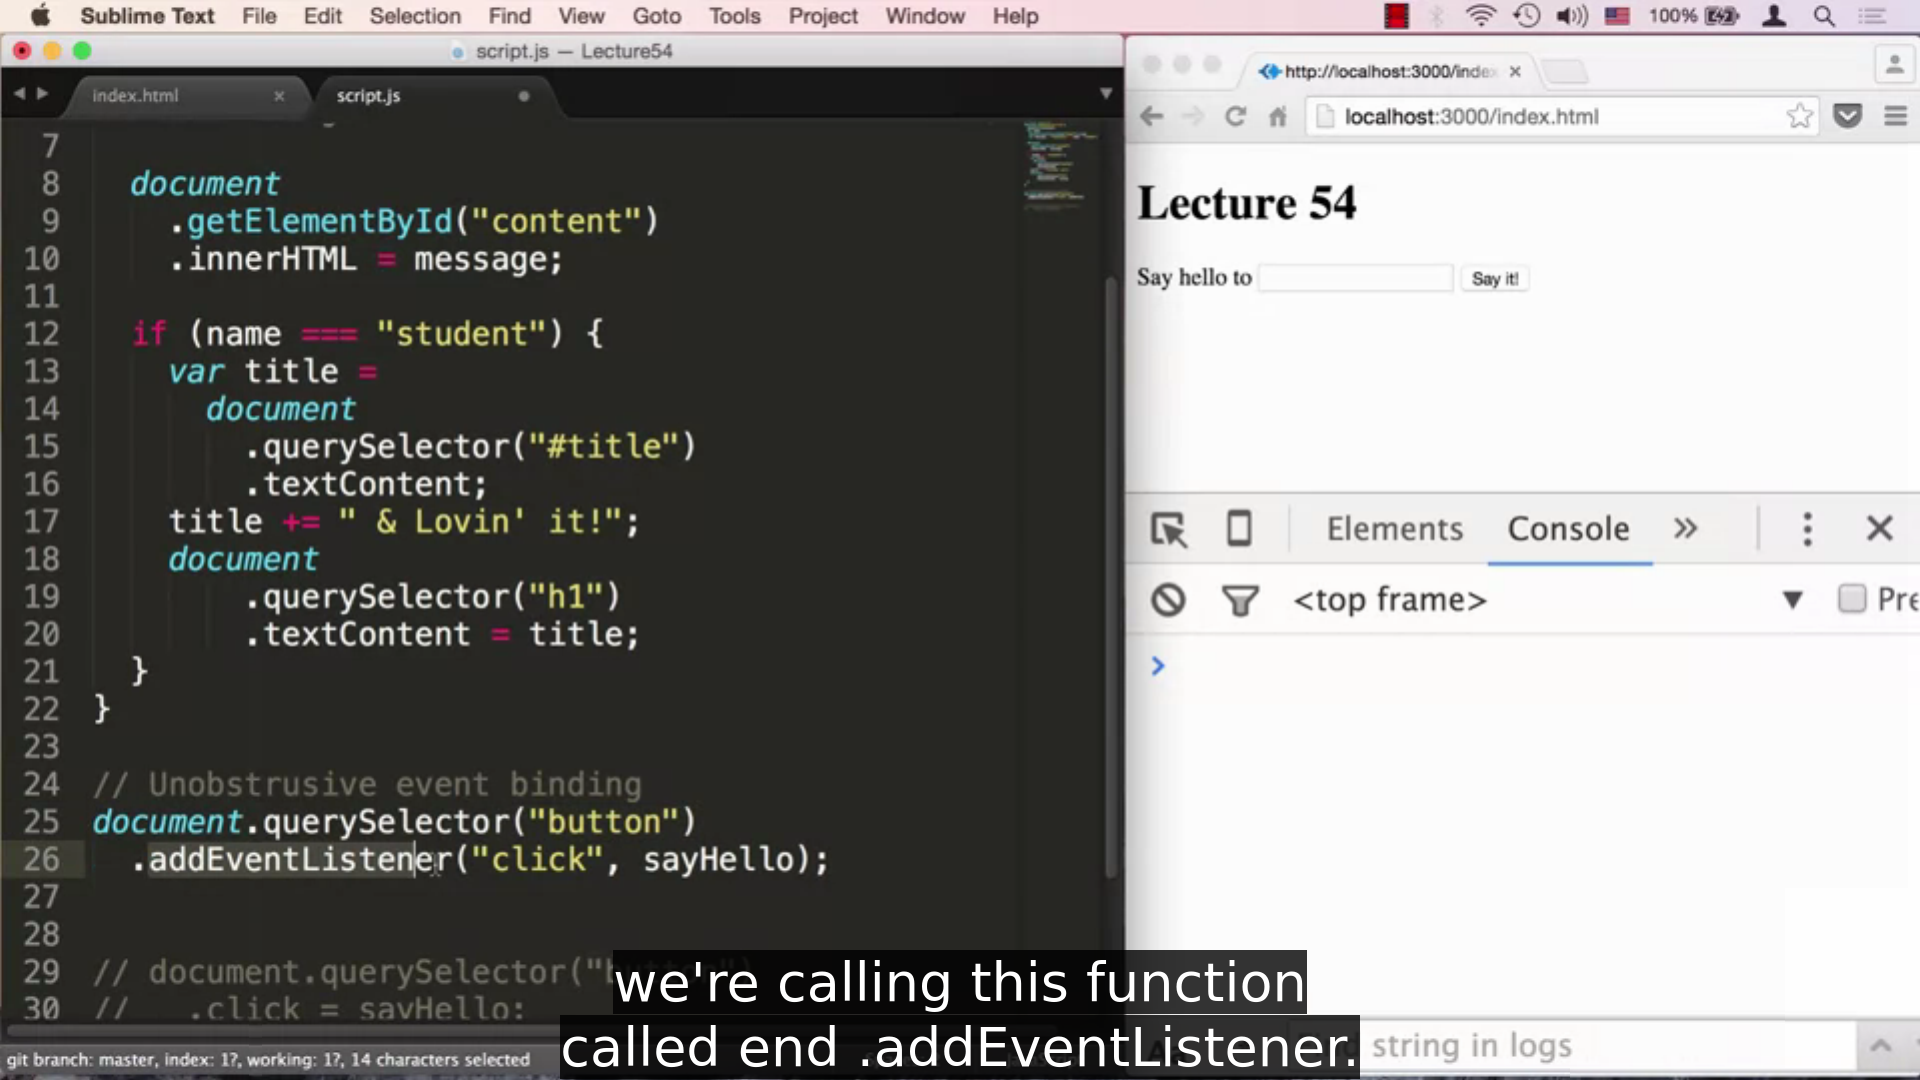 Sublime Text File Edit Selection Find View Goto Tools Project Window Help 100%
script.js — Lecture54
index.html × script.js
7
8 document
9 .getElementById("content")
10 .innerHTML = message;
11
12 if (name === "student") {
13 var title =
14 document
15 .querySelector("#title")
16 .textContent;
17 title += " & Lovin' it!";
18 document
19 .querySelector("h1")
20 .textContent = title;
21 }
22 }
23
24 // Unobstrusive event binding
25 document.querySelector("button")
26 .addEventListener("click", sayHello);
27
28
29 // document.querySelector("button")
30 // .click = sayHello;
git branch: master, index: 1?, working: 1?, 14 characters selected
http://localhost:3000/inde ×
localhost:3000/index.html
Lecture 54
Say hello to Say it!
Elements Console »
<top frame> ▼ Pre
>
string in logs
we're calling this function
called end .addEventListener.